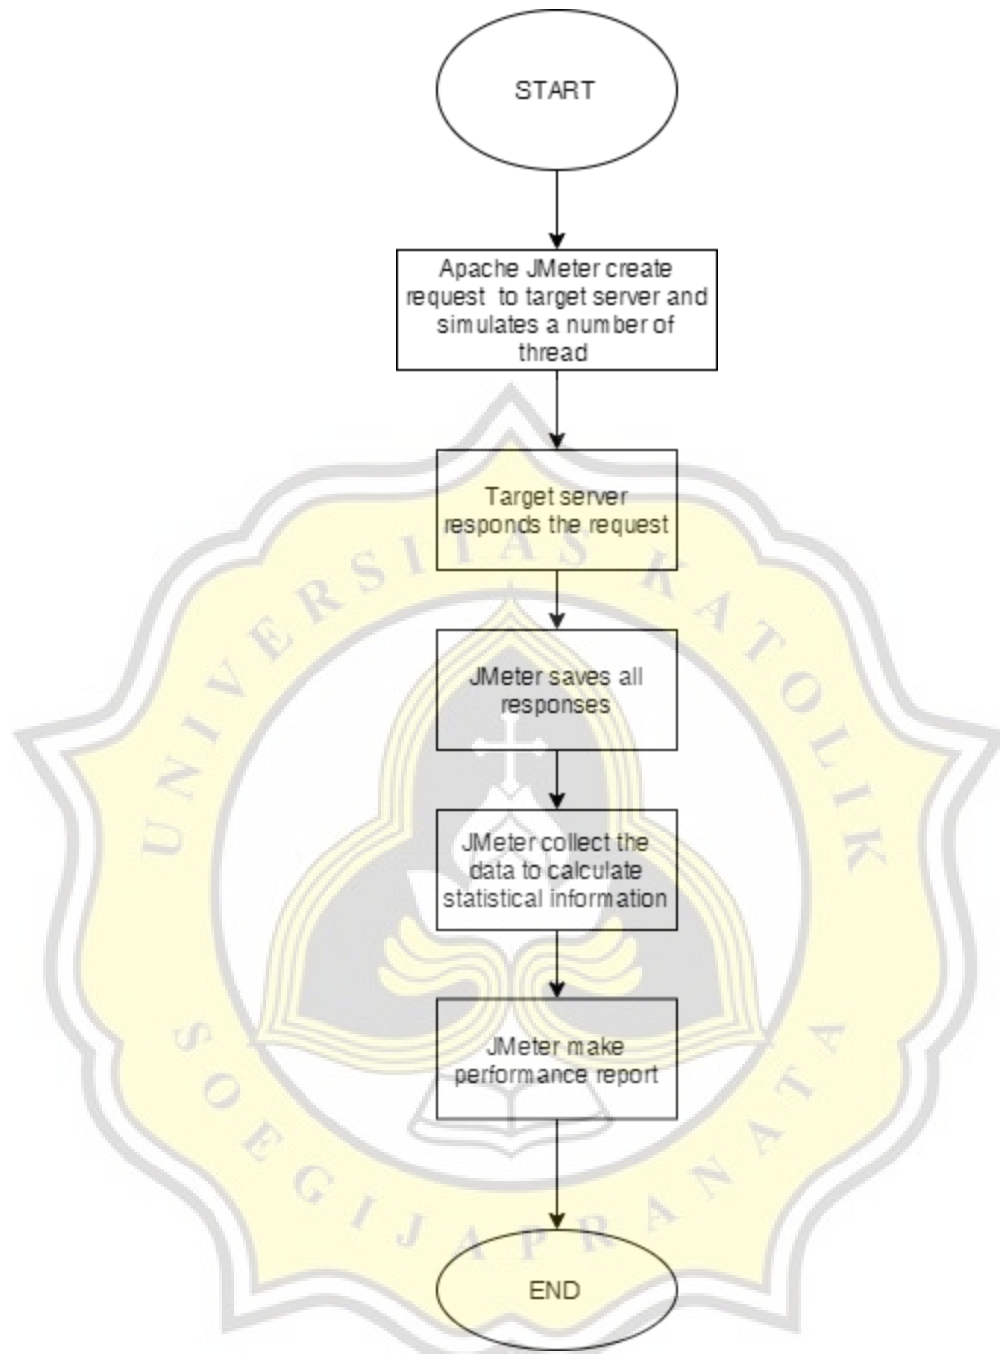 START
Apache JMeter create
request to target server and
simulates a number of
thread
Target server
responds the request
UNIVERSITAS KATOLIK
JMeter saves all
responses
JMeter collect the
data to calculate
statistical information
JMeter make
performance report
SOEGIJAPRANATA
END